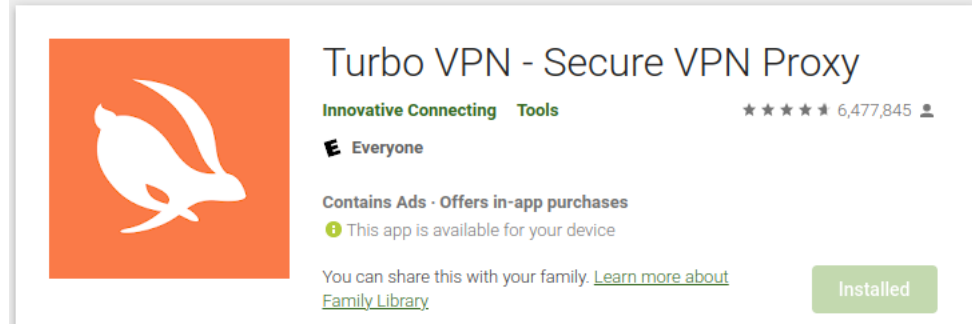 Turbo VPN - Secure VPN Proxy
Innovative Connecting Tools 6,477,845
E Everyone
Contains Ads · Offers in-app purchases
This app is available for your device
You can share this with your family. Learn more about
Family Library
Installed